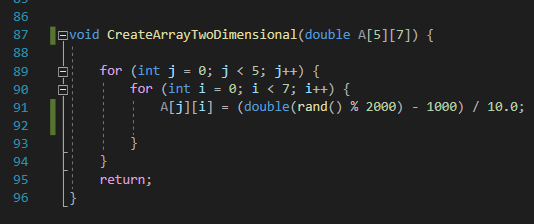 85
86
87 void CreateArrayTwoDimensional(double A[5][7]) {
88
89 for (int j = 0; j < 5; j++) {
90 for (int i = 0; i < 7; i++) {
91 A[j][i] = (double(rand() % 2000) - 1000) / 10.0;
92
93 }
94 }
95 return;
96 }